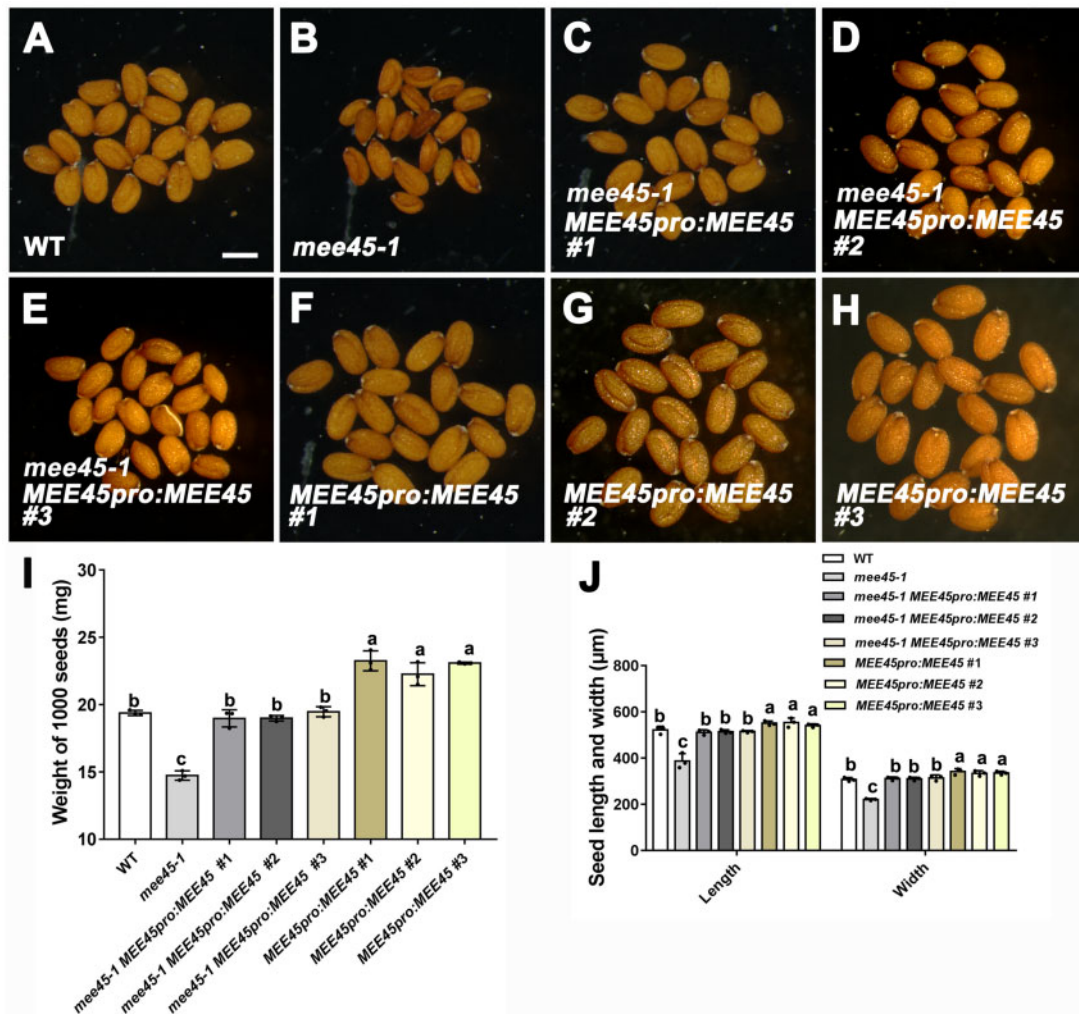 A
WT
B
mee45-1
C
mee45-1
MEE45pro:MEE45
#1
D
mee45-1
MEE45pro:MEE45
#2
E
mee45-1
MEE45pro:MEE45
#3
F
MEE45pro:MEE45
#1
G
MEE45pro:MEE45
#2
H
MEE45pro:MEE45
#3
I
Weight of 1000 seeds (mg)
30
25
20
15
10
b
c
b
b
b
a
a
a
WT
mee45-1
mee45-1 MEE45pro:MEE45 #1
mee45-1 MEE45pro:MEE45 #2
mee45-1 MEE45pro:MEE45 #3
MEE45pro:MEE45 #1
MEE45pro:MEE45 #2
MEE45pro:MEE45 #3
J
WT
mee45-1
mee45-1 MEE45pro:MEE45 #1
mee45-1 MEE45pro:MEE45 #2
mee45-1 MEE45pro:MEE45 #3
MEE45pro:MEE45 #1
MEE45pro:MEE45 #2
MEE45pro:MEE45 #3
Seed length and width (μm)
800
600
400
200
0
b
c
b
b
b
a
a
a
b
c
b
b
b
a
a
a
Length
Width